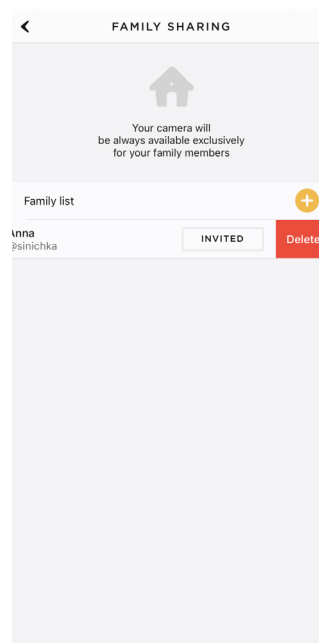 FAMILY SHARING
Your camera will
be always available exclusively
for your family members
Family list
Anna
@sinichka
INVITED
Delete